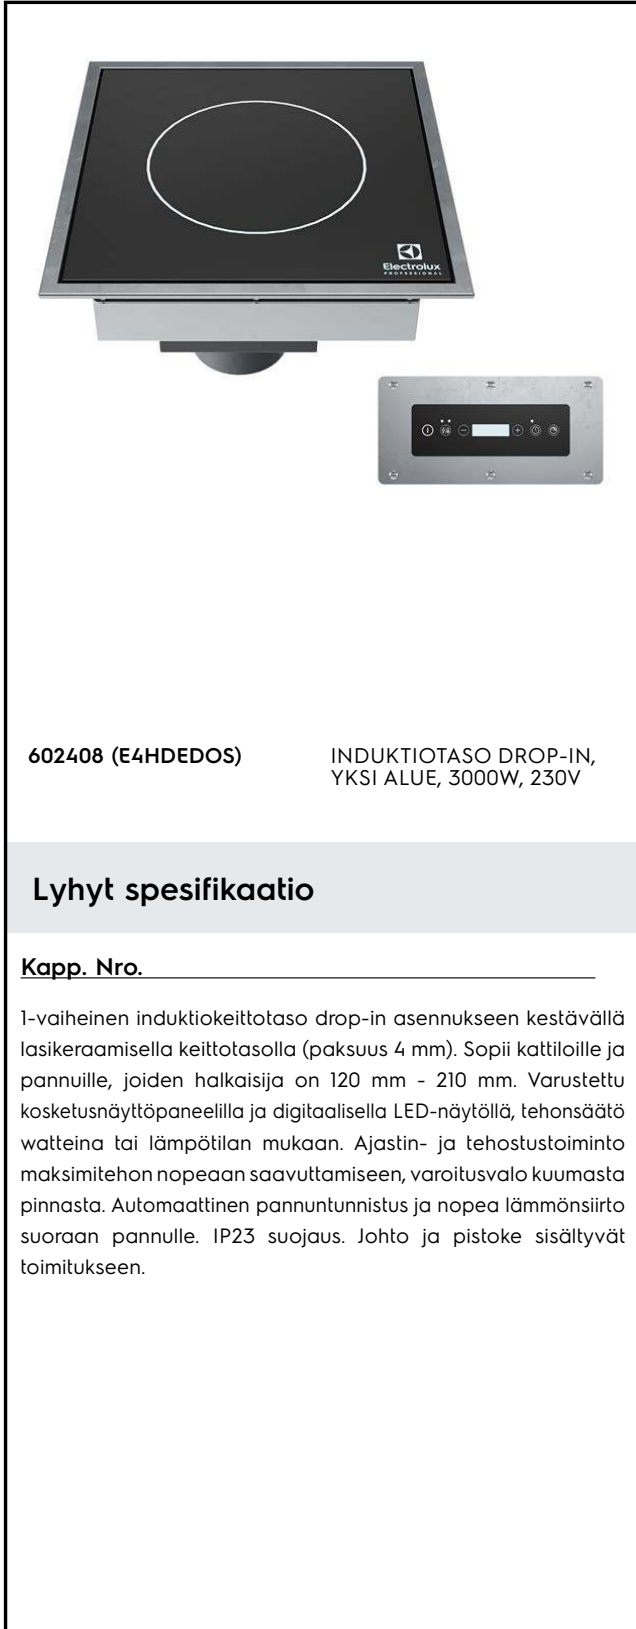 Electrolux
PROFESSIONAL
602408 (E4HDEDOS)
INDUKTIOTASO DROP-IN,
YKSI ALUE, 3000W, 230V
Lyhyt spesifikaatio
Kapp. Nro.
1-vaiheinen induktiokeittotaso drop-in asennukseen kestävällä
lasikeraamisella keittotasolla (paksuus 4 mm). Sopii kattiloille ja
pannuille, joiden halkaisija on 120 mm - 210 mm. Varustettu
kosketusnäyttöpaneelilla ja digitaalisella LED-näytöllä, tehonsäätö
watteina tai lämpötilan mukaan. Ajastin- ja tehostustoiminto
maksimitehon nopeaan saavuttamiseen, varoitusvalo kuumasta
pinnasta. Automaattinen pannuntunnistus ja nopea lämmönsiirto
suoraan pannulle. IP23 suojaus. Johto ja pistoke sisältyvät
toimitukseen.